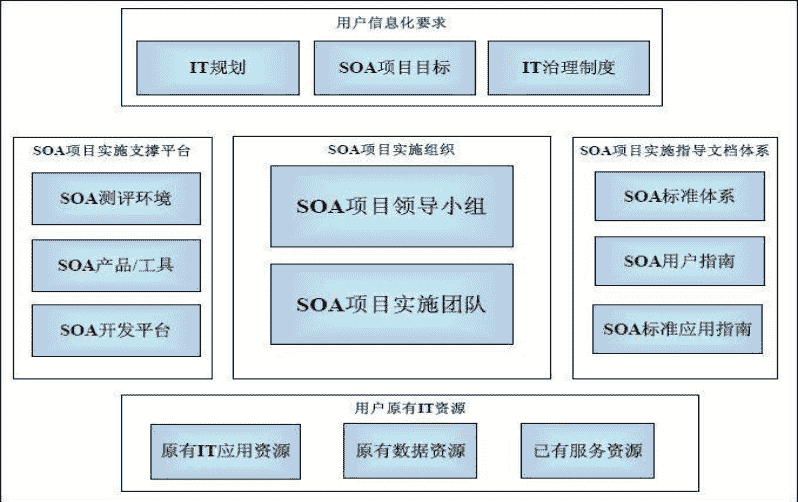 用户信息化要求
IT规划
SOA项目目标
IT治理制度
SOA项目实施支撑平台
SOA测评环境
SOA产品/工具
SOA开发平台
SOA项目实施组织
SOA项目领导小组
SOA项目实施团队
SOA项目实施指导文档体系
SOA标准体系
SOA用户指南
SOA标准应用指南
用户原有IT资源
原有IT应用资源
原有数据资源
已有服务资源